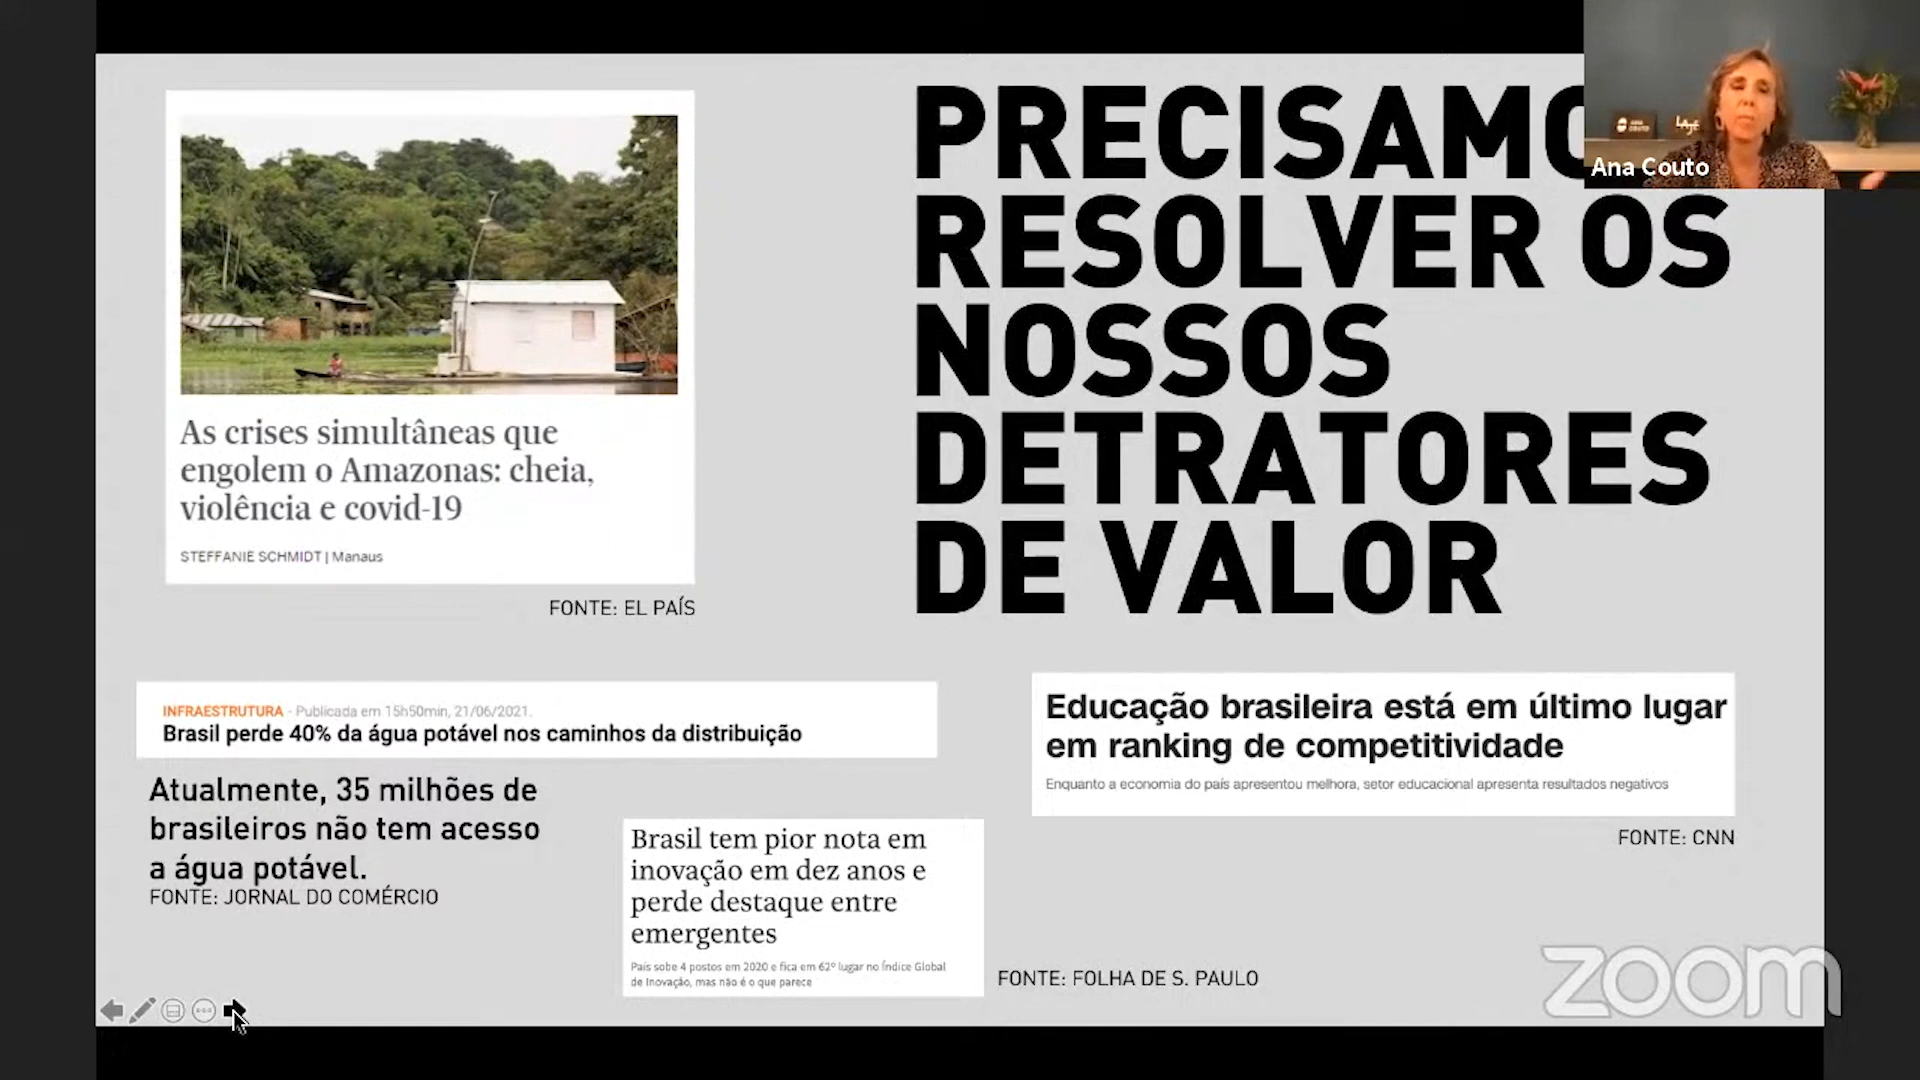 PRECISAMO
RESOLVER OS
NOSSOS
DETRATORES
DE VALOR
ANA
COUTO
LAJE
Ana Couto
As crises simultâneas que
engolem o Amazonas: cheia,
violência e covid-19
STEFFANIE SCHMIDT | Manaus
FONTE: EL PAÍS
INFRAESTRUTURA - Publicada em 15h50min, 21/06/2021.
Brasil perde 40% da água potável nos caminhos da distribuição
Atualmente, 35 milhões de
brasileiros não tem acesso
a água potável.
FONTE: JORNAL DO COMÉRCIO
Educação brasileira está em último lugar
em ranking de competitividade
Enquanto a economia do país apresentou melhora, setor educacional apresenta resultados negativos
FONTE: CNN
Brasil tem pior nota em
inovação em dez anos e
perde destaque entre
emergentes
País sobe 4 postos em 2020 e fica em 62º lugar no Índice Global
de Inovação, mas não é o que parece
FONTE: FOLHA DE S. PAULO
zoom